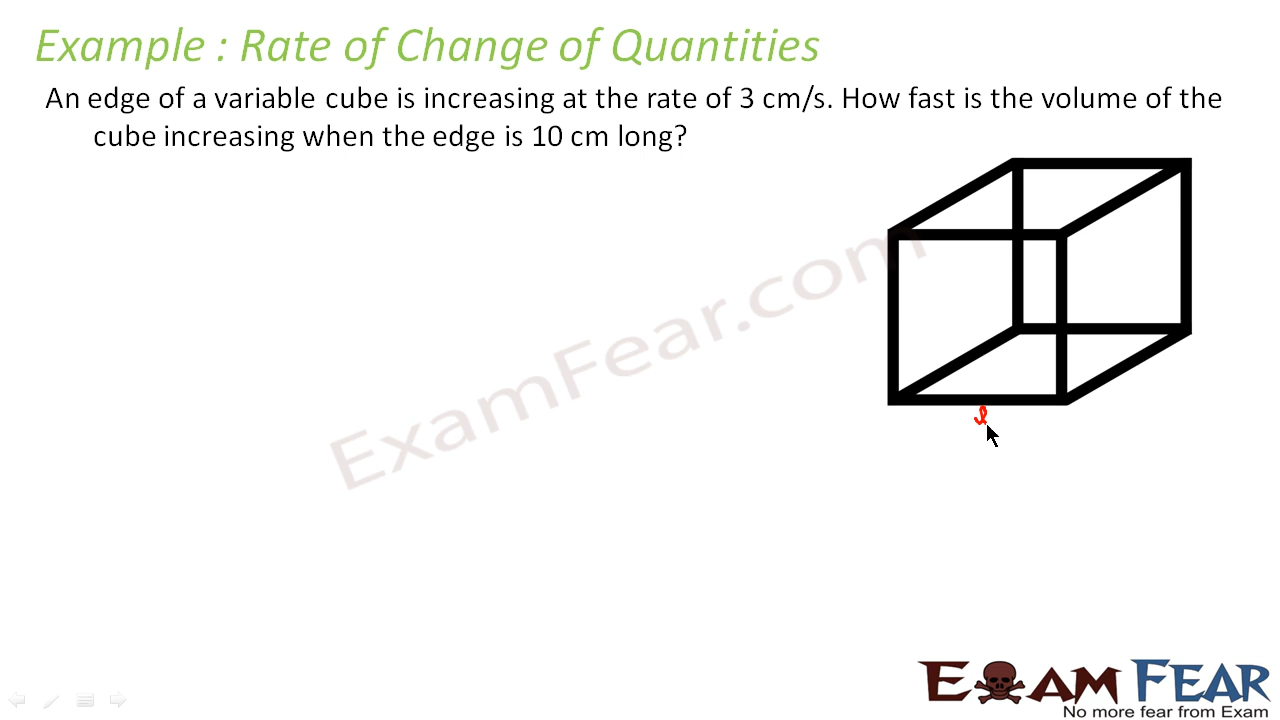 Example : Rate of Change of Quantities
An edge of a variable cube is increasing at the rate of 3 cm/s. How fast is the volume of the
cube increasing when the edge is 10 cm long?
ExamFear.com
EXAM FEAR
No more fear from Exam